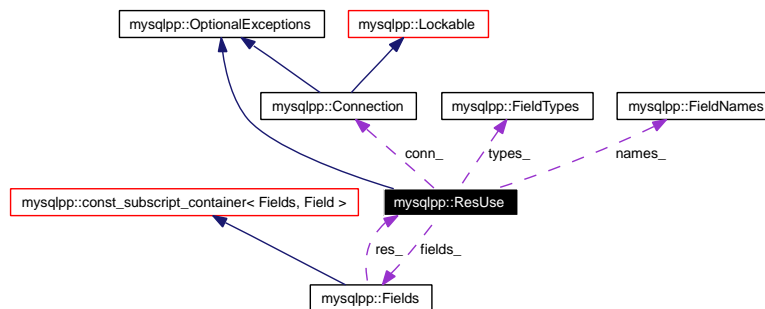 mysqlpp::OptionalExceptions
mysqlpp::Lockable
mysqlpp::Connection
mysqlpp::FieldTypes
mysqlpp::FieldNames
conn_
types_
names_
mysqlpp::const_subscript_container< Fields, Field >
mysqlpp::ResUse
res_
fields_
mysqlpp::Fields